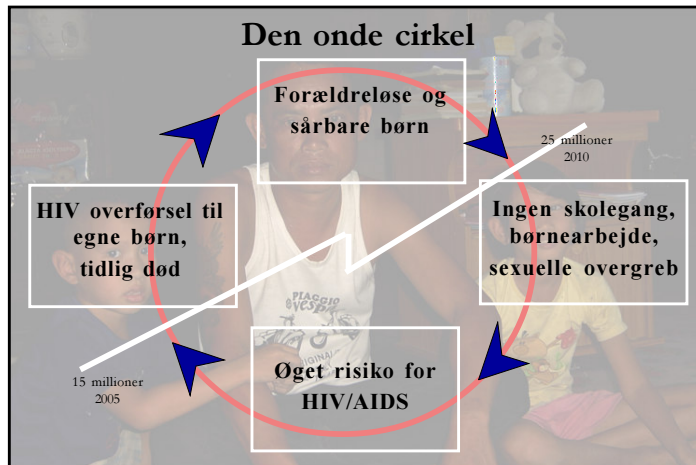 Den onde cirkel
Forældreløse og
sårbare børn
25 millioner
2010
HIV overførsel til
egne børn,
tidlig død
Ingen skolegang,
børnearbejde,
sexuelle overgreb
PIAGGIO
vespa
ORIGINAL
15 millioner
2005
Øget risiko for
HIV/AIDS